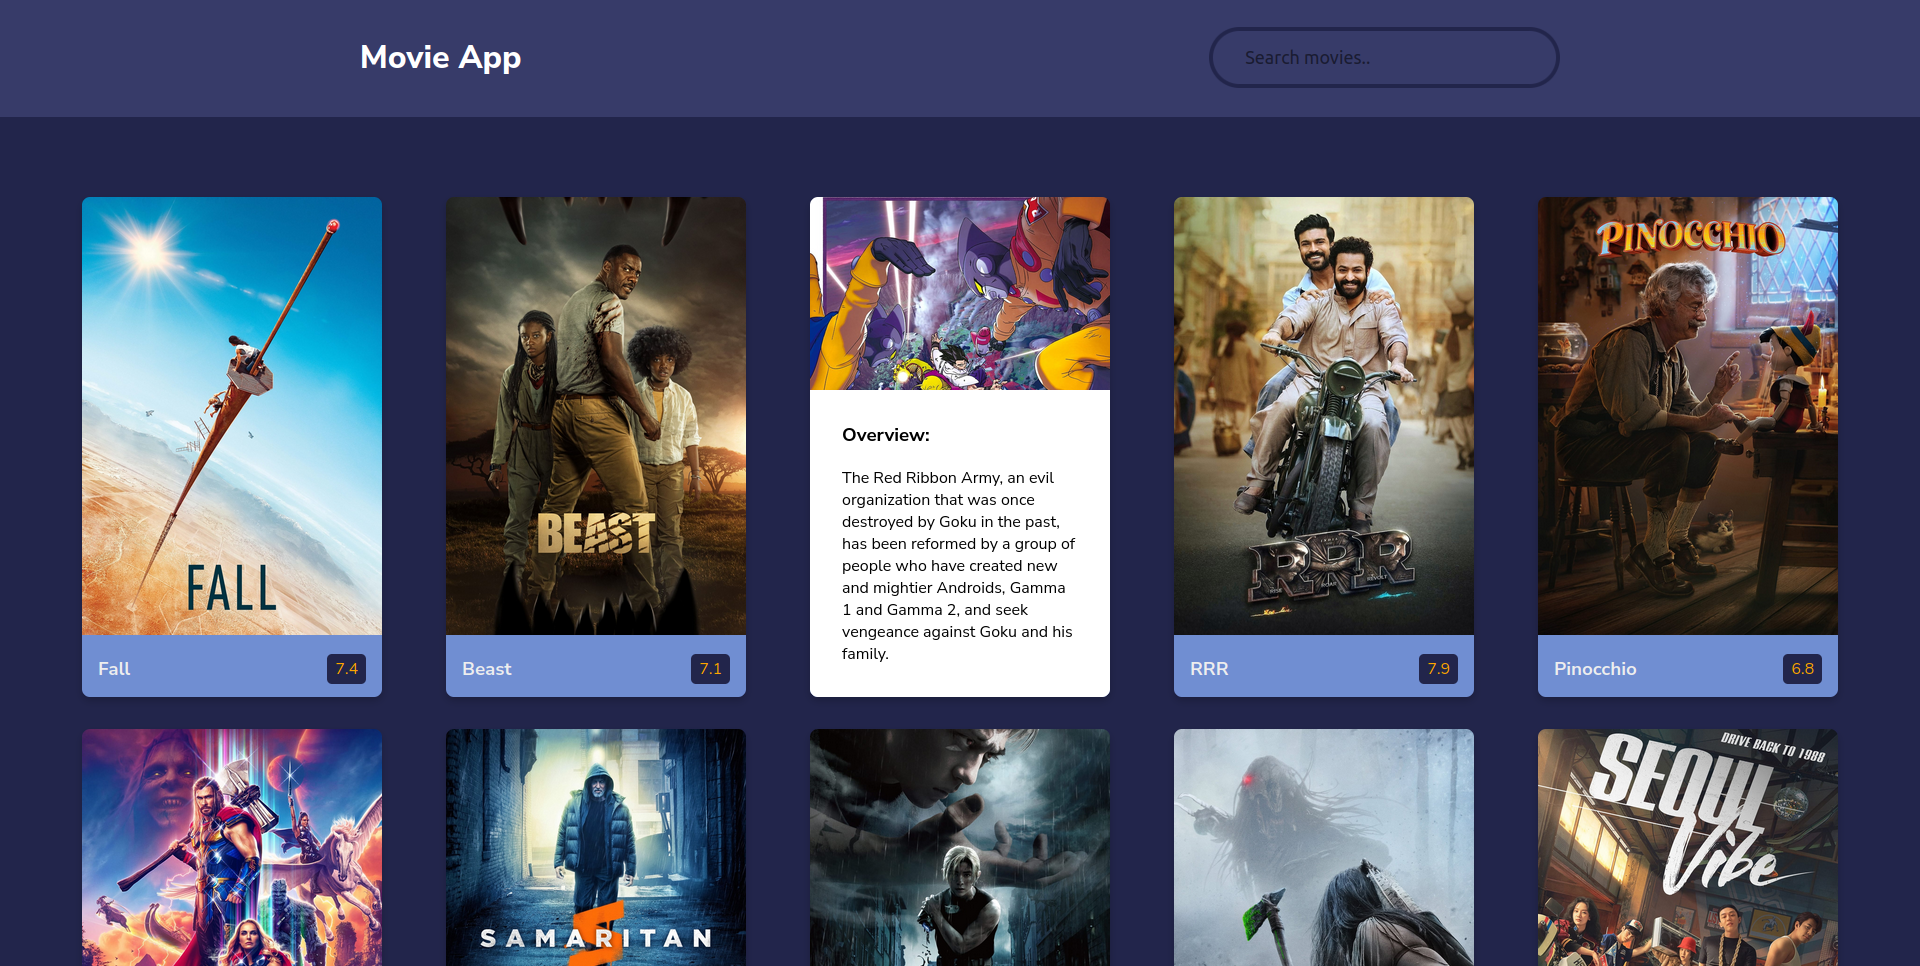 Movie App
Search movies..
FALL
Fall
7.4
BEAST
Beast
7.1
Overview:
The Red Ribbon Army, an evil
organization that was once
destroyed by Goku in the past,
has been reformed by a group of
people who have created new
and mightier Androids, Gamma
1 and Gamma 2, and seek
vengeance against Goku and his
family.
RRR
RRR
7.9
PINOCCHIO
Pinocchio
6.8
SAMARITAN
DRIVE BACK TO 1988
SEOUL
Vibe